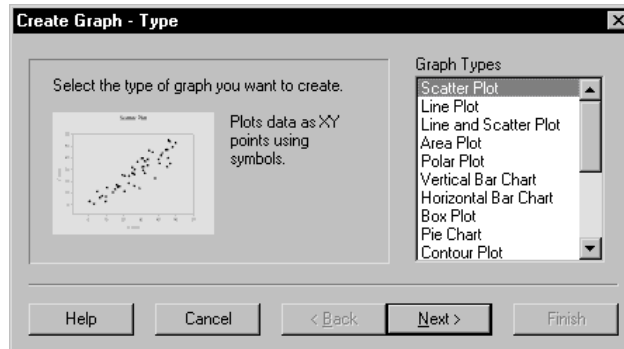 Create Graph - Type
Select the type of graph you want to create.
Scatter Plot
Plots data as XY
points using
symbols.
Graph Types
Scatter Plot
Line Plot
Line and Scatter Plot
Area Plot
Polar Plot
Vertical Bar Chart
Horizontal Bar Chart
Box Plot
Pie Chart
Contour Plot
Help
Cancel
< Back
Next >
Finish